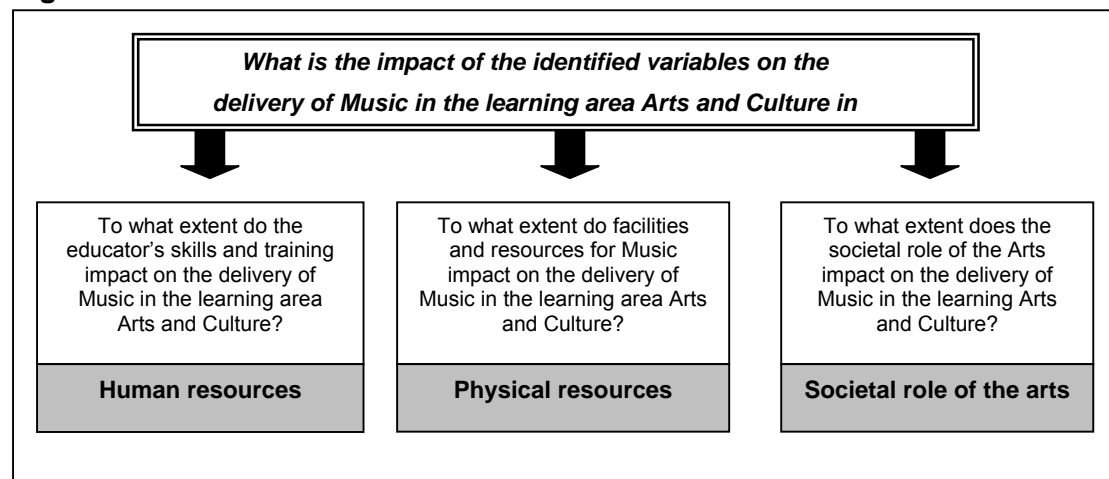 What is the impact of the identified variables on the
delivery of Music in the learning area Arts and Culture in
To what extent do the
educator's skills and training
impact on the delivery of
Music in the learning area
Arts and Culture?
Human resources
To what extent do facilities
and resources for Music
impact on the delivery of
Music in the learning area Arts
and Culture?
Physical resources
To what extent does the
societal role of the Arts
impact on the delivery of
Music in the learning Arts
and Culture?
Societal role of the arts